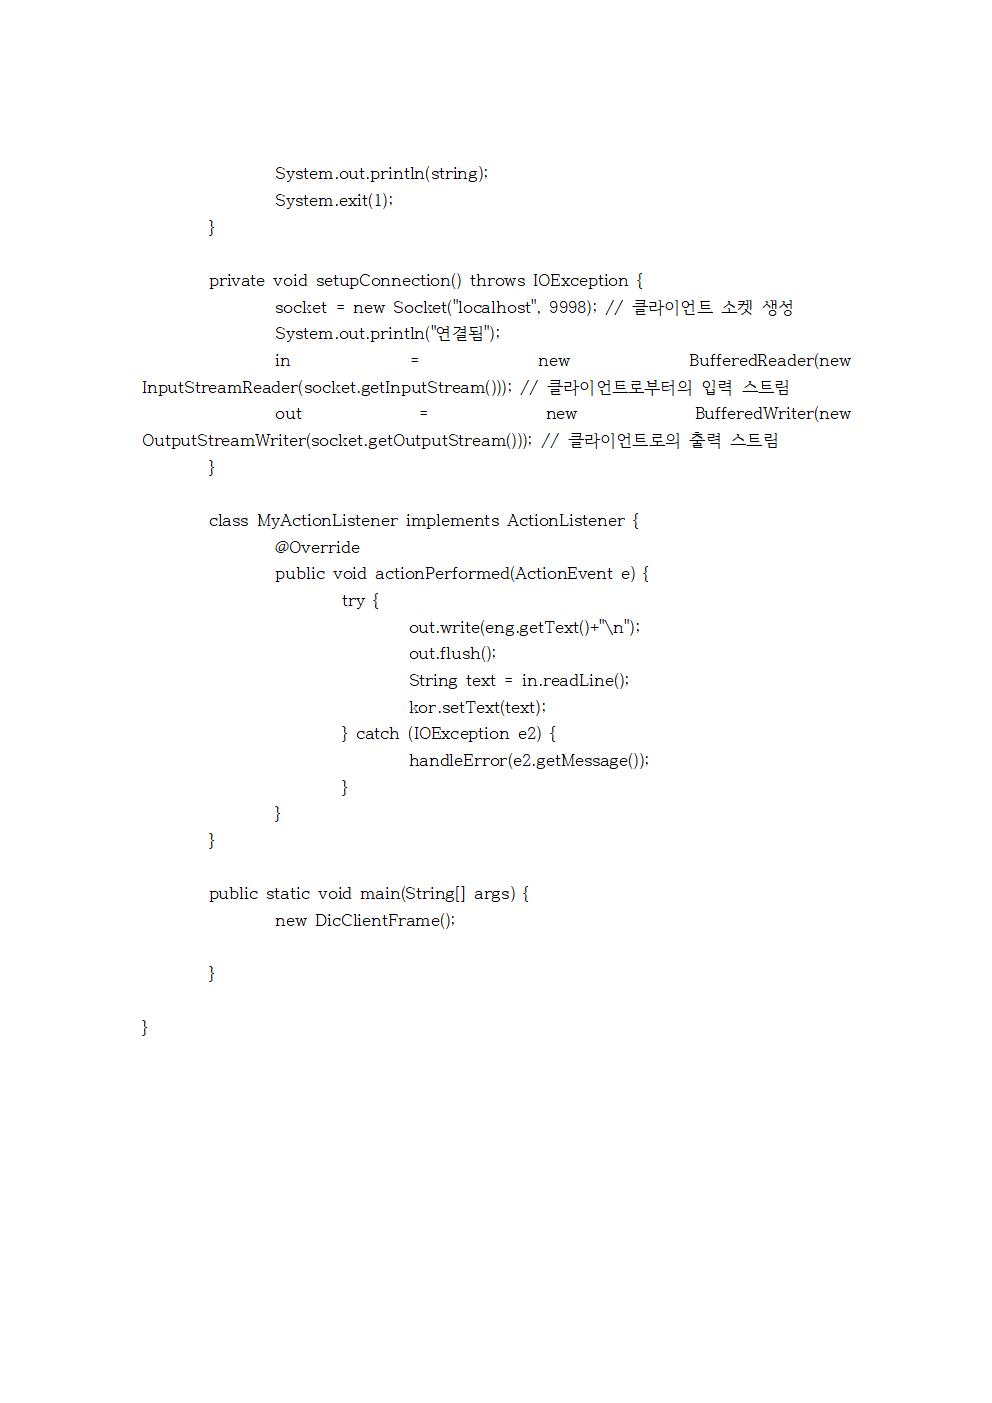 System.out.println(string);
System.exit(1);
}
private void setupConnection() throws IOException {
socket = new Socket("localhost", 9998); // 클라이언트 소켓 생성
System.out.println("연결됨");
in = new BufferedReader(new
InputStreamReader(socket.getInputStream())); // 클라이언트로부터의 입력 스트림
out = new BufferedWriter(new
OutputStreamWriter(socket.getOutputStream())); // 클라이언트로의 출력 스트림
}
class MyActionListener implements ActionListener {
@Override
public void actionPerformed(ActionEvent e) {
try {
out.write(eng.getText()+"\n");
out.flush();
String text = in.readLine();
kor.setText(text);
} catch (IOException e2) {
handleError(e2.getMessage());
}
}
}
public static void main(String[] args) {
new DicClientFrame();
}
}